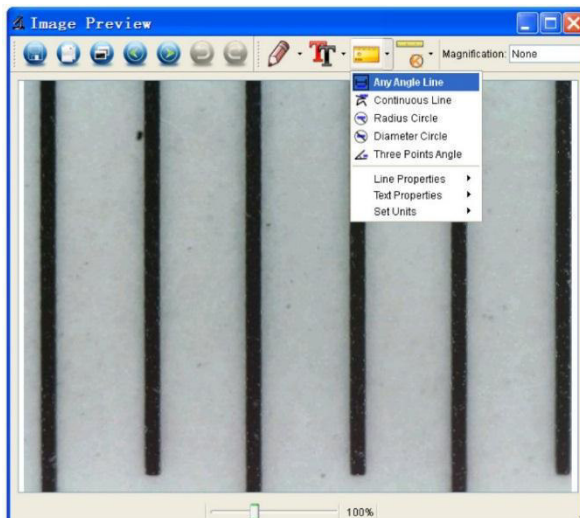 Image Preview
Magnification: None
Any Angle Line
Continuous Line
Radius Circle
Diameter Circle
Three Points Angle
Line Properties
Text Properties
Set Units
100%